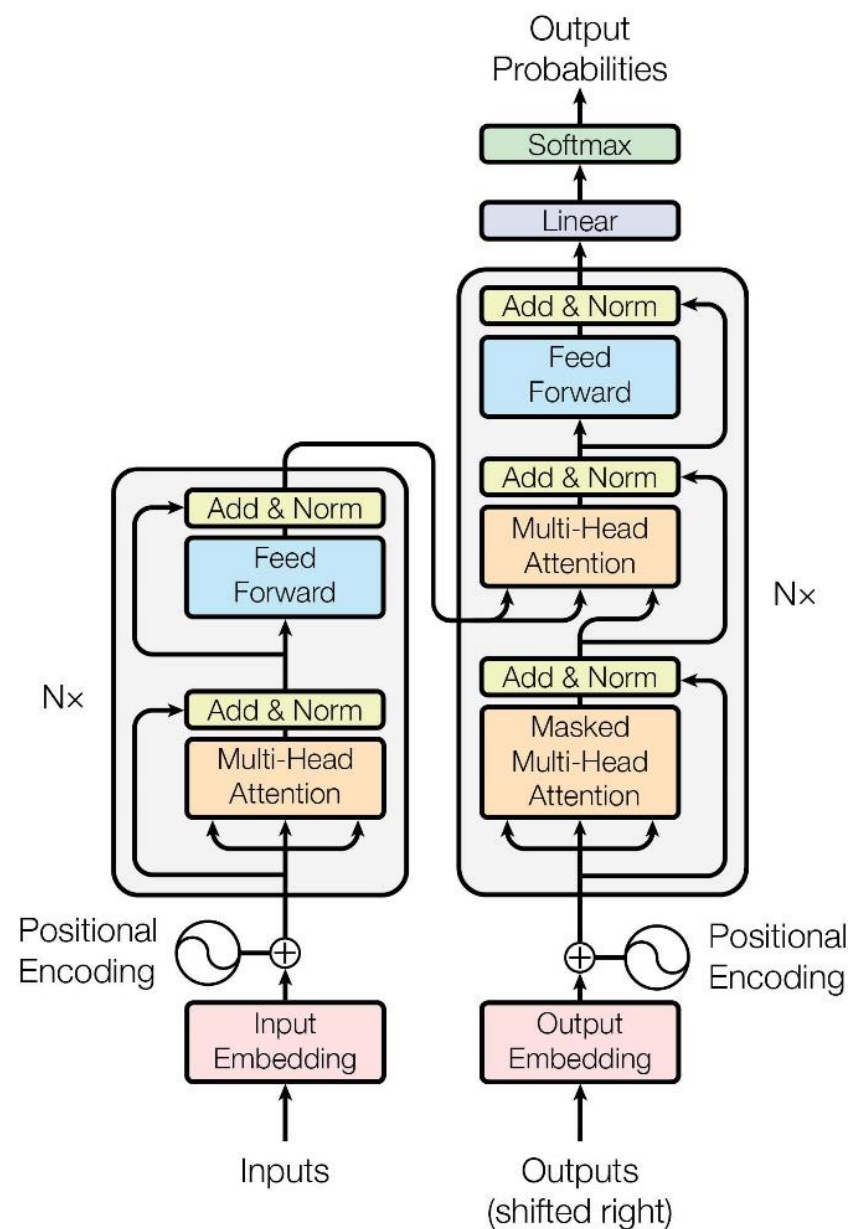 Output
Probabilities
Softmax
Linear
Add & Norm
Feed
Forward
Add & Norm
Multi-Head
Attention
Add & Norm
Masked
Multi-Head
Attention
N×
Add & Norm
Feed
Forward
Add & Norm
Multi-Head
Attention
N×
Positional
Encoding
Positional
Encoding
Input
Embedding
Output
Embedding
Inputs
Outputs
(shifted right)